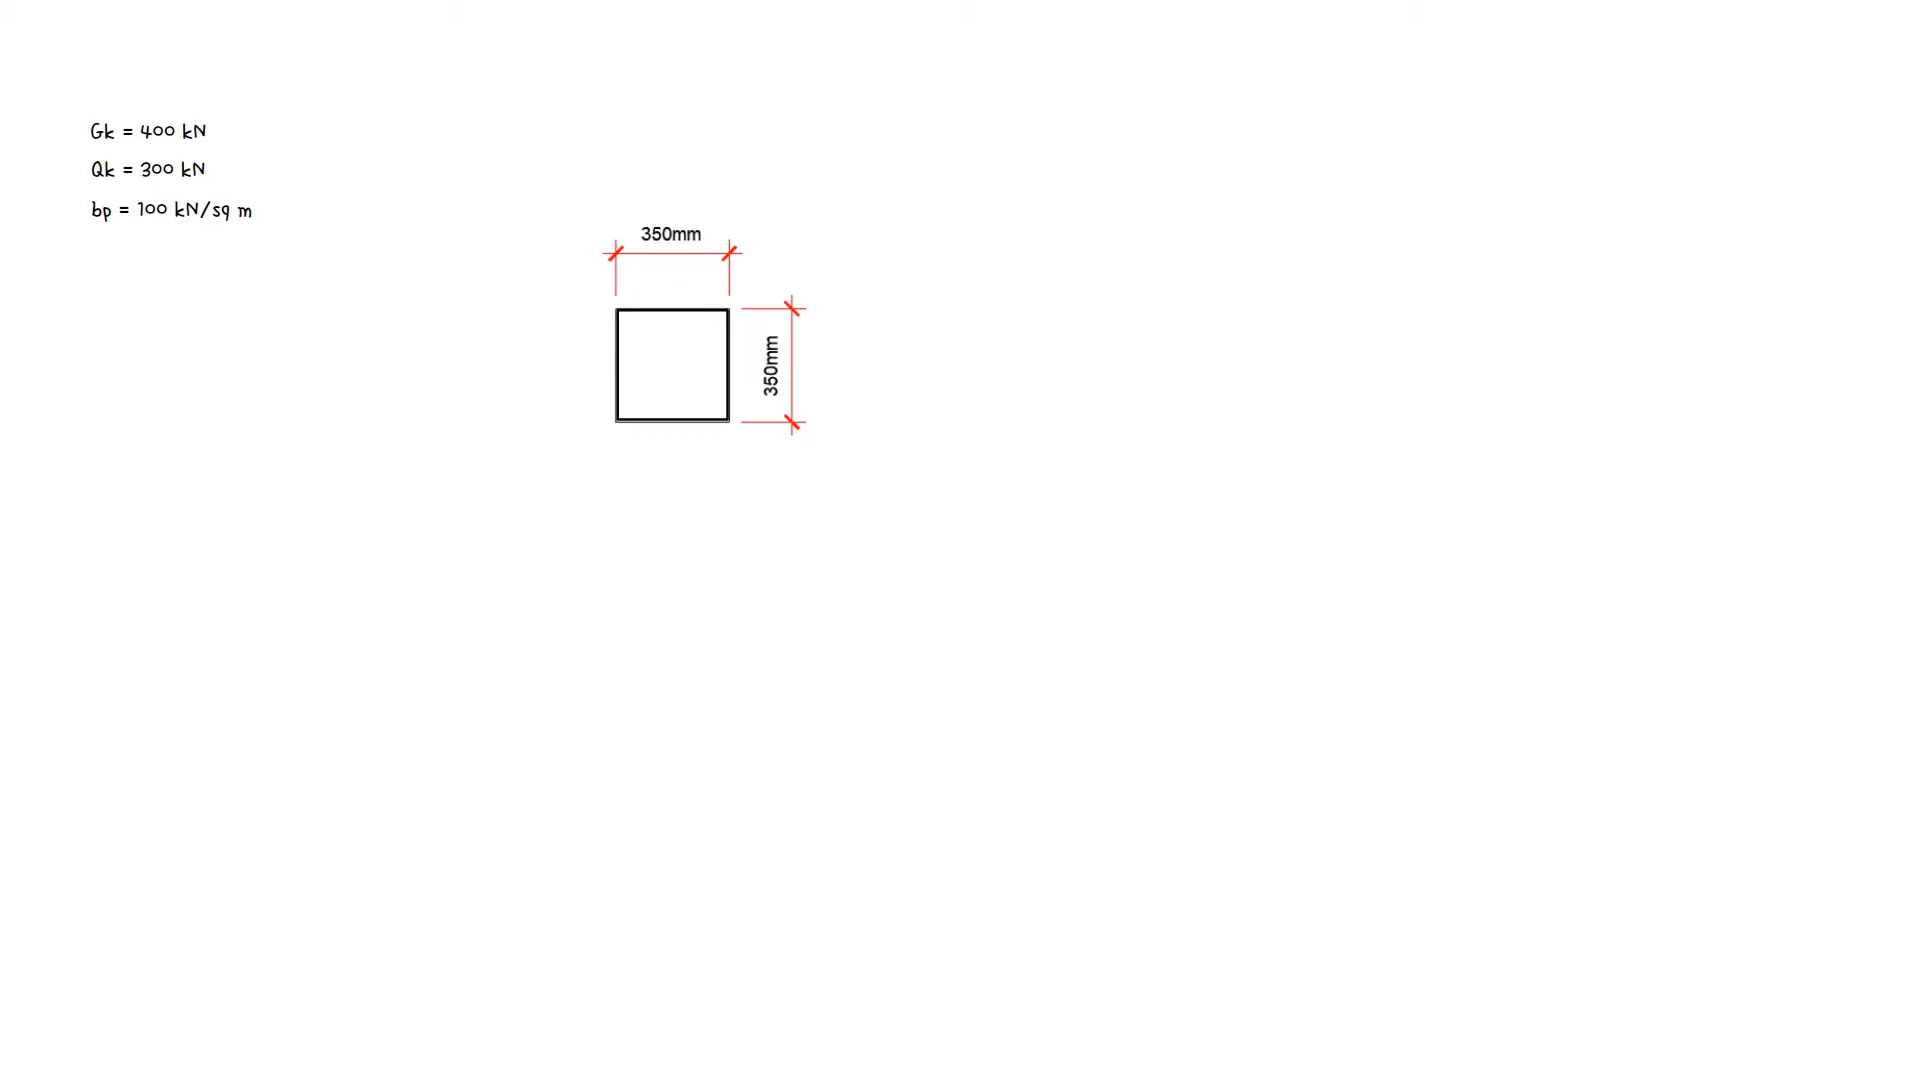 Gk = 400 kN
Qk = 300 kN
bp = 100 kN/sq m
350mm
350mm